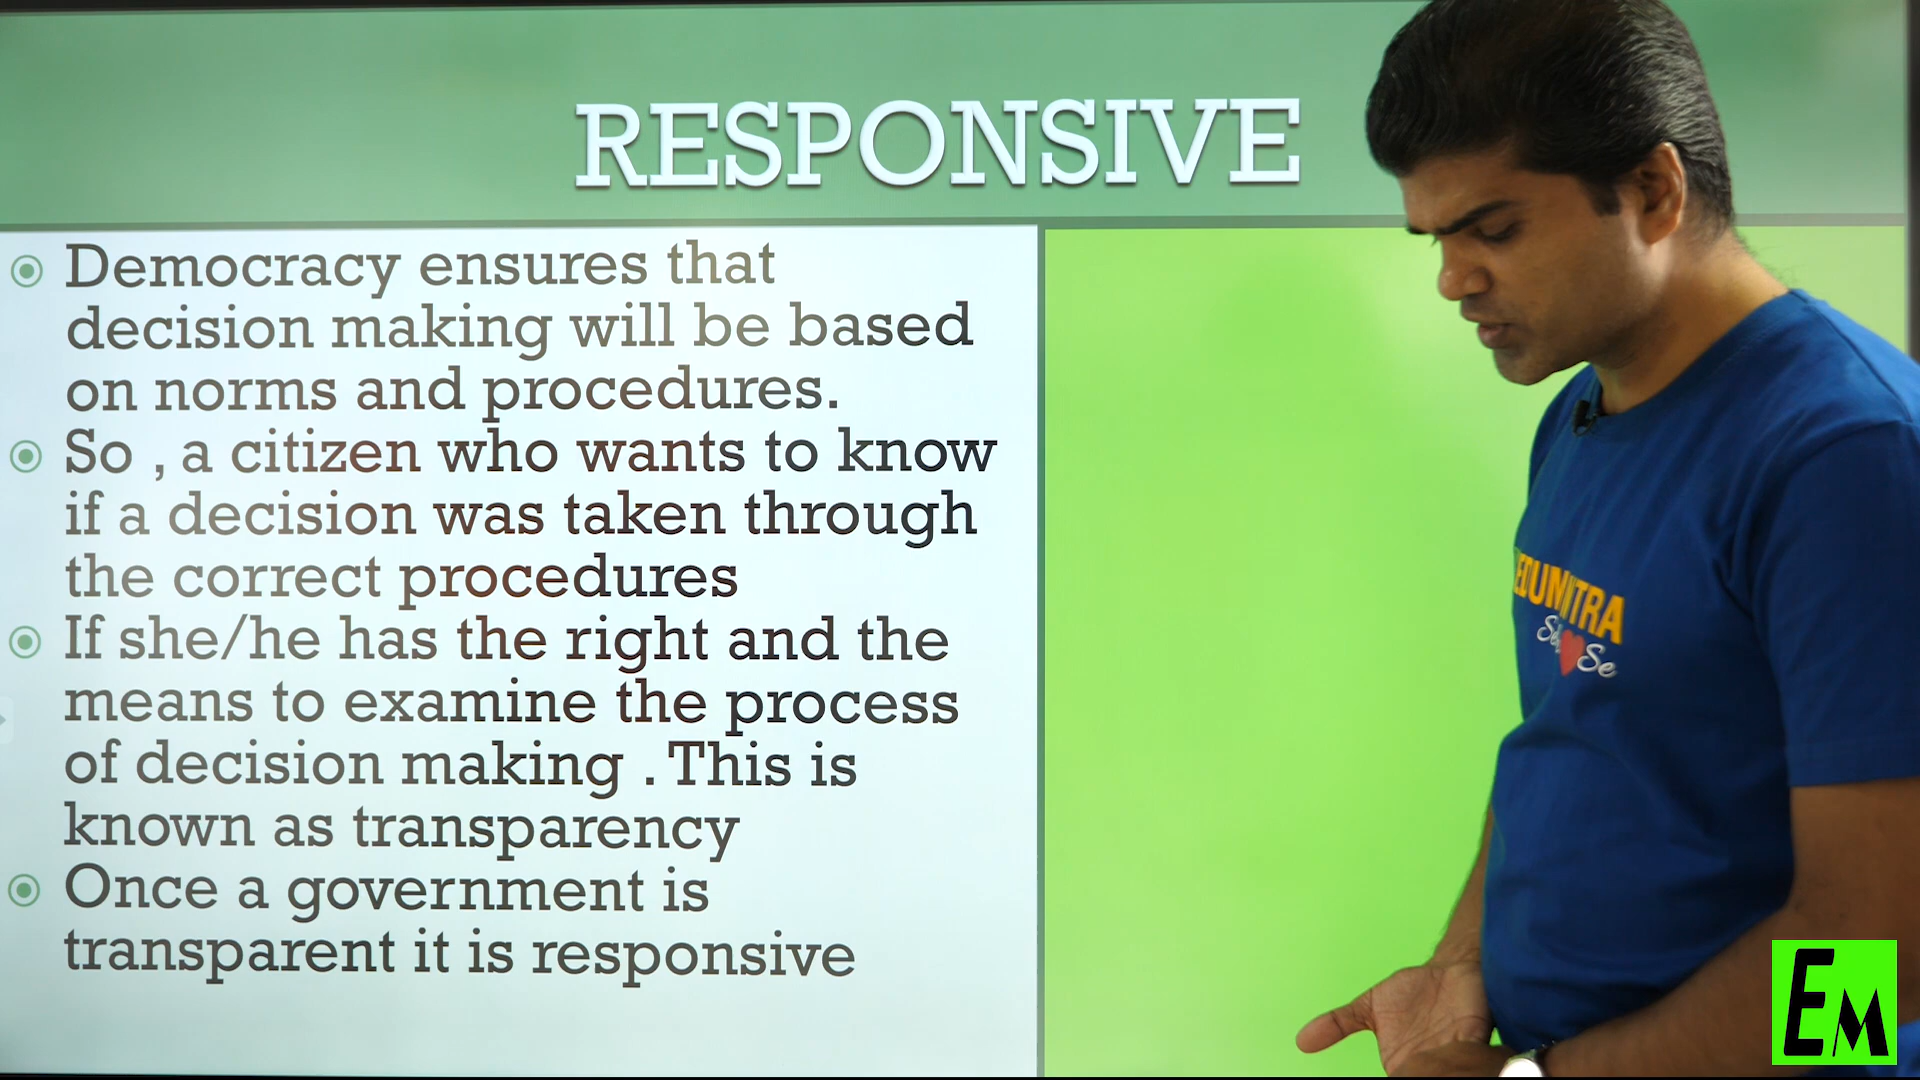 RESPONSIVE
Democracy ensures that
decision making will be based
on norms and procedures.
So , a citizen who wants to know
if a decision was taken through
the correct procedures
If she/he has the right and the
means to examine the process
of decision making . This is
known as transparency
Once a government is
transparent it is responsive
Se
EM